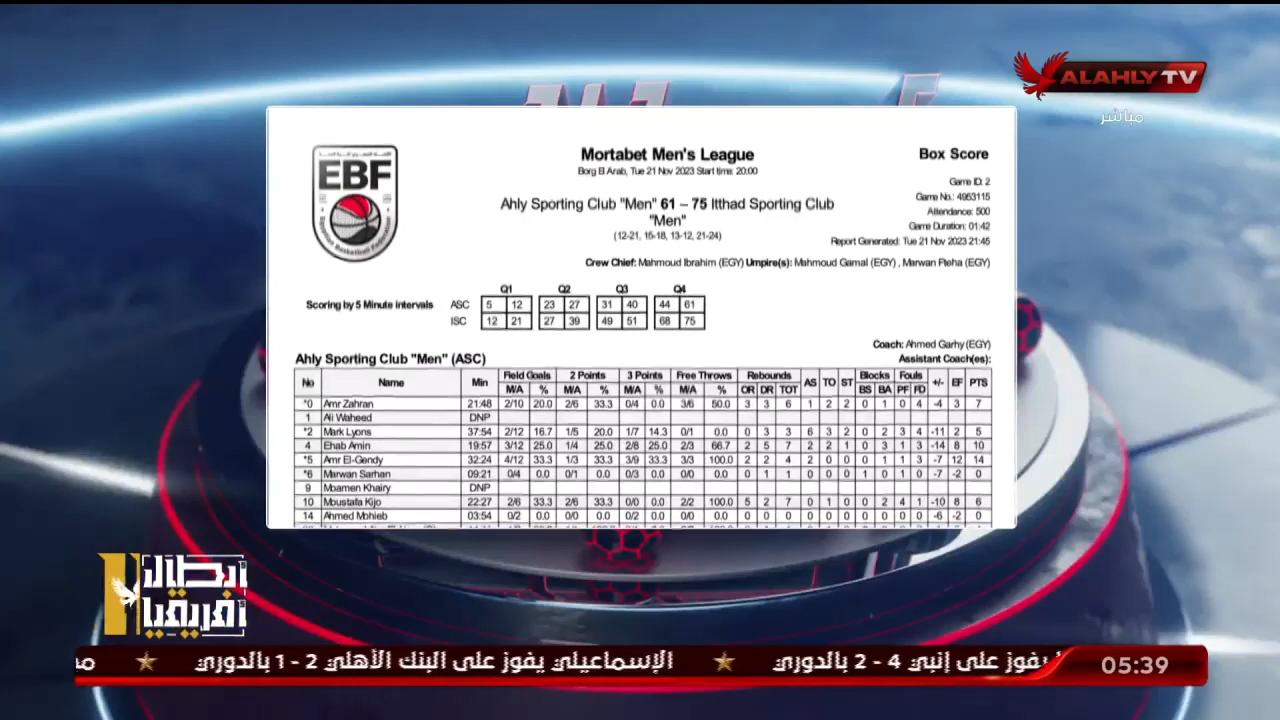 ALAHLY TV
مباشر
EBF
Egyptian Basketball Federation
Mortabet Men's League
Borg El Arab, Tue 21 Nov 2023 Start time: 20:00
Ahly Sporting Club "Men" 61 – 75 Itthad Sporting Club
"Men"
(12-21, 15-18, 13-12, 21-24)
Box Score
Game ID: 2
Game No.: 4963115
Attendance: 500
Game Duration: 01:42
Report Generated: Tue 21 Nov 2023 21:45
Crew Chief: Mahmoud Ibrahim (EGY) Umpire(s): Mahmoud Gamal (EGY) , Marwan Fteha (EGY)
Q1 Q2 Q3 Q4
Scoring by 5 Minute intervals ASC 5 12 23 27 31 40 44 61
ISC 12 21 27 39 49 51 68 75
Coach: Ahmed Garhy (EGY)
Ahly Sporting Club "Men" (ASC) Assistant Coach(es):
No Name Min Field Goals 2 Points 3 Points Free Throws Rebounds AS TO ST Blocks Fouls +/- EF PTS
M/A % M/A % M/A % M/A % OR DR TOT BS BA PF FD
*0 Amr Zahran 21:48 2/10 20.0 2/6 33.3 0/4 0.0 3/6 50.0 3 3 6 1 2 2 0 1 0 4 -4 3 7
1 Ali Waheed DNP
*2 Mark Lyons 37:54 2/12 16.7 1/5 20.0 1/7 14.3 0/1 0.0 0 3 3 6 3 2 0 2 3 4 -11 2 5
4 Ehab Amin 19:57 3/12 25.0 1/4 25.0 2/8 25.0 2/3 66.7 2 5 7 2 2 1 0 3 1 3 -14 8 10
*5 Amr El-Gendy 32:24 4/12 33.3 1/3 33.3 3/9 33.3 3/3 100.0 2 2 4 2 0 0 0 1 1 3 -7 12 14
*6 Marwan Sarhan 09:21 0/4 0.0 0/1 0.0 0/3 0.0 0/0 0.0 0 1 1 0 0 0 1 0 1 0 -7 -2 0
9 Moamen Khairy DNP
10 Moustafa Kijo 22:27 2/6 33.3 2/6 33.3 0/0 0.0 2/2 100.0 5 2 7 0 1 0 0 2 4 1 -10 8 6
14 Ahmed Mohieb 03:54 0/2 0.0 0/0 0.0 0/2 0.0 0/0 0.0 0 0 0 0 0 0 0 0 0 0 -6 -2 0
أبطال
أفريقيا
يفوز على إنبي 4 - 2 بالدوري ★ الإسماعيلي يفوز على البنك الأهلي 2 - 1 بالدوري ★
05:39